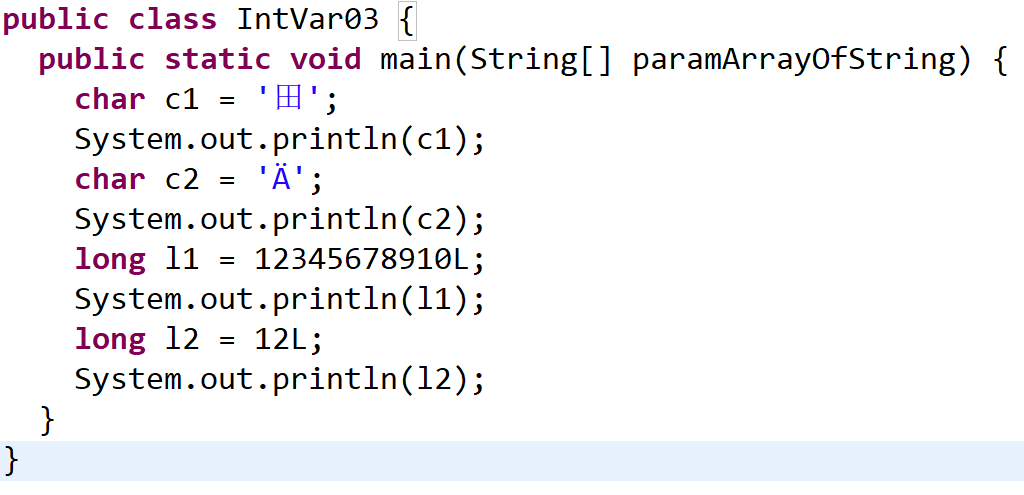 public class IntVar03 {
  public static void main(String[] paramArrayOfString) {
    char c1 = '田';
    System.out.println(c1);
    char c2 = 'Ä';
    System.out.println(c2);
    long l1 = 12345678910L;
    System.out.println(l1);
    long l2 = 12L;
    System.out.println(l2);
  }
}